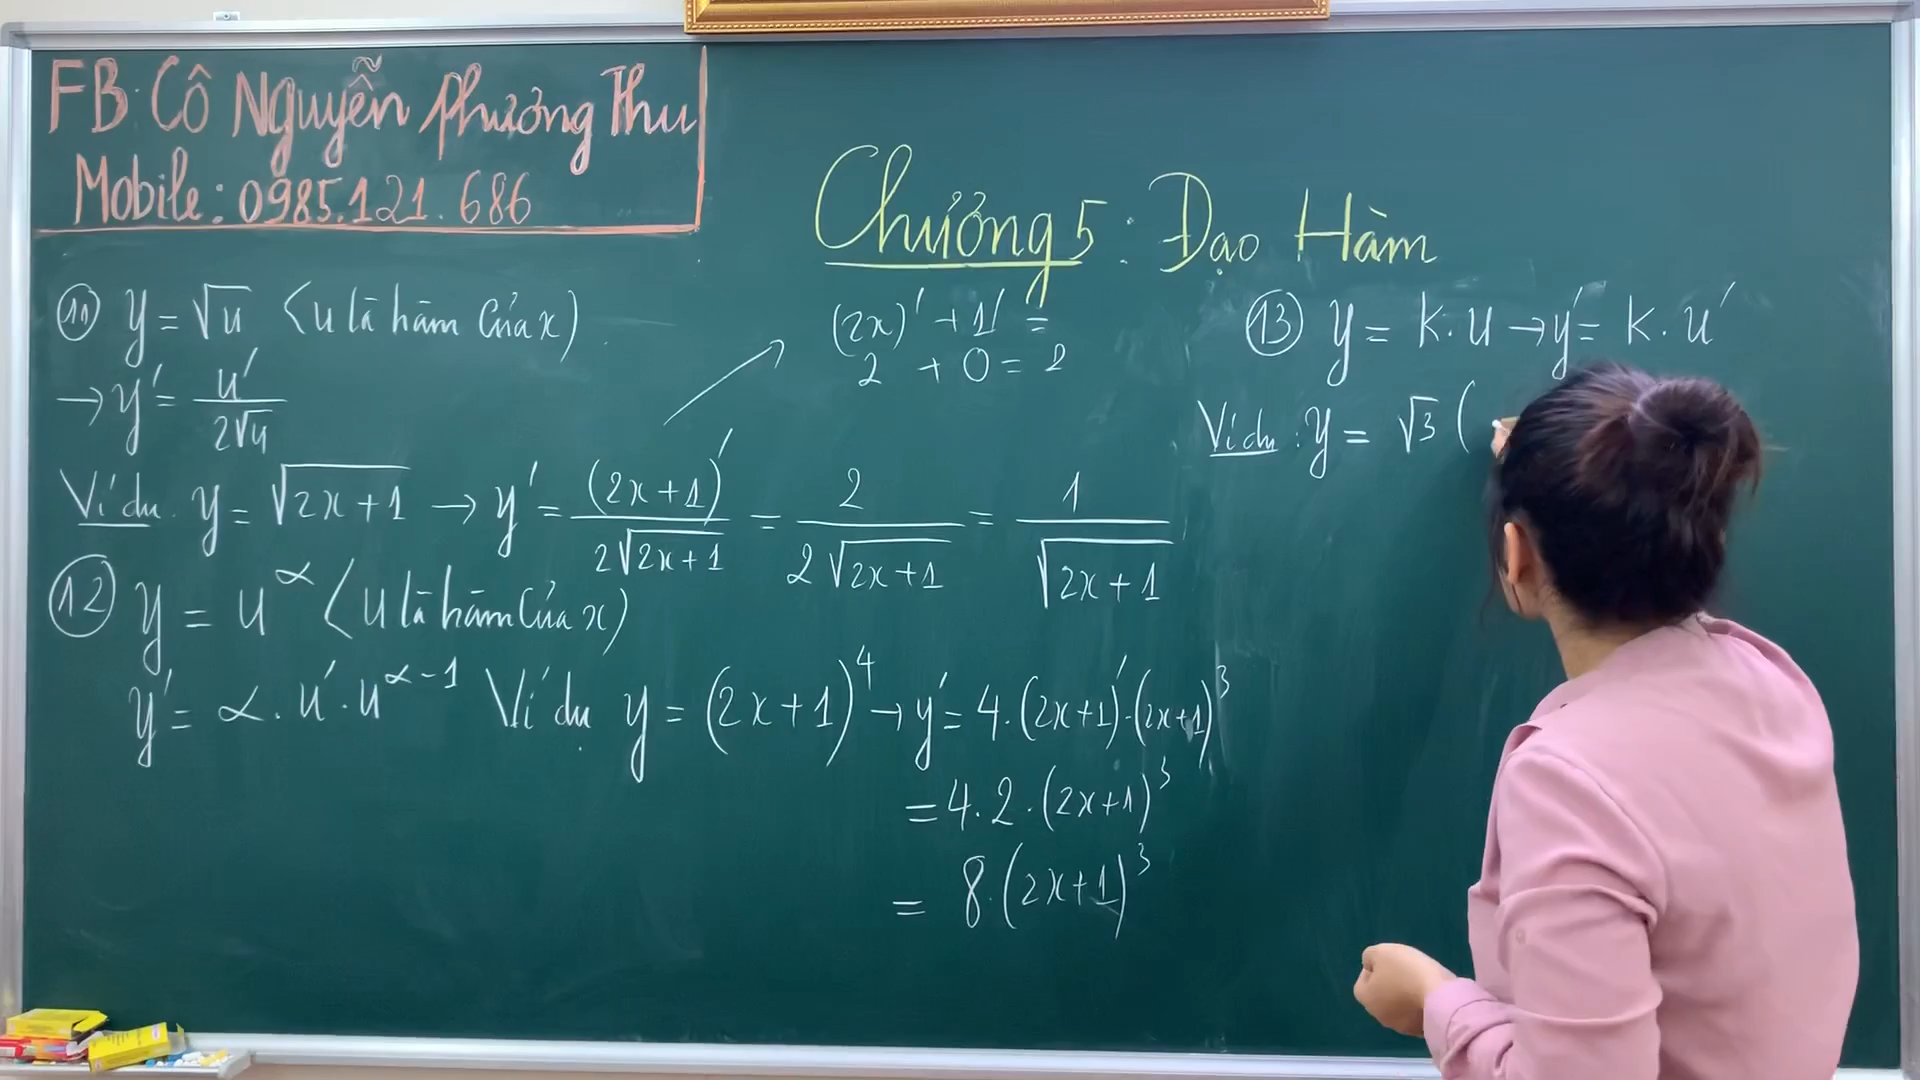 FB: Cô Nguyễn Phương Thu
Mobile: 0985.121.686
Chương 5: Đạo Hàm
⑪ y = √u (u là hàm của x)
→ y' = u' / 2√u
Ví dụ: y = √(2x+1) → y' = (2x+1)' / 2√(2x+1) = 2 / 2√(2x+1) = 1 / √(2x+1)
(2x)' + 1' =
2 + 0 = 2
⑫ y = u^α (u là hàm của x)
y' = α . u' . u^(α-1) Ví dụ y = (2x+1)^4 → y' = 4.(2x+1)'.(2x+1)^3
= 4.2.(2x+1)^3
= 8.(2x+1)^3
⑬ y = k.u → y' = k.u'
Ví dụ: y = √3 (